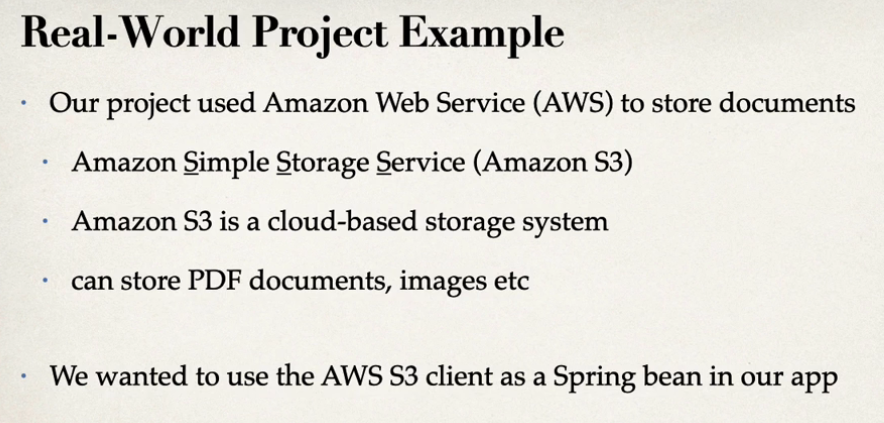 Real-World Project Example
• Our project used Amazon Web Service (AWS) to store documents
• Amazon Simple Storage Service (Amazon S3)
• Amazon S3 is a cloud-based storage system
• can store PDF documents, images etc
• We wanted to use the AWS S3 client as a Spring bean in our app